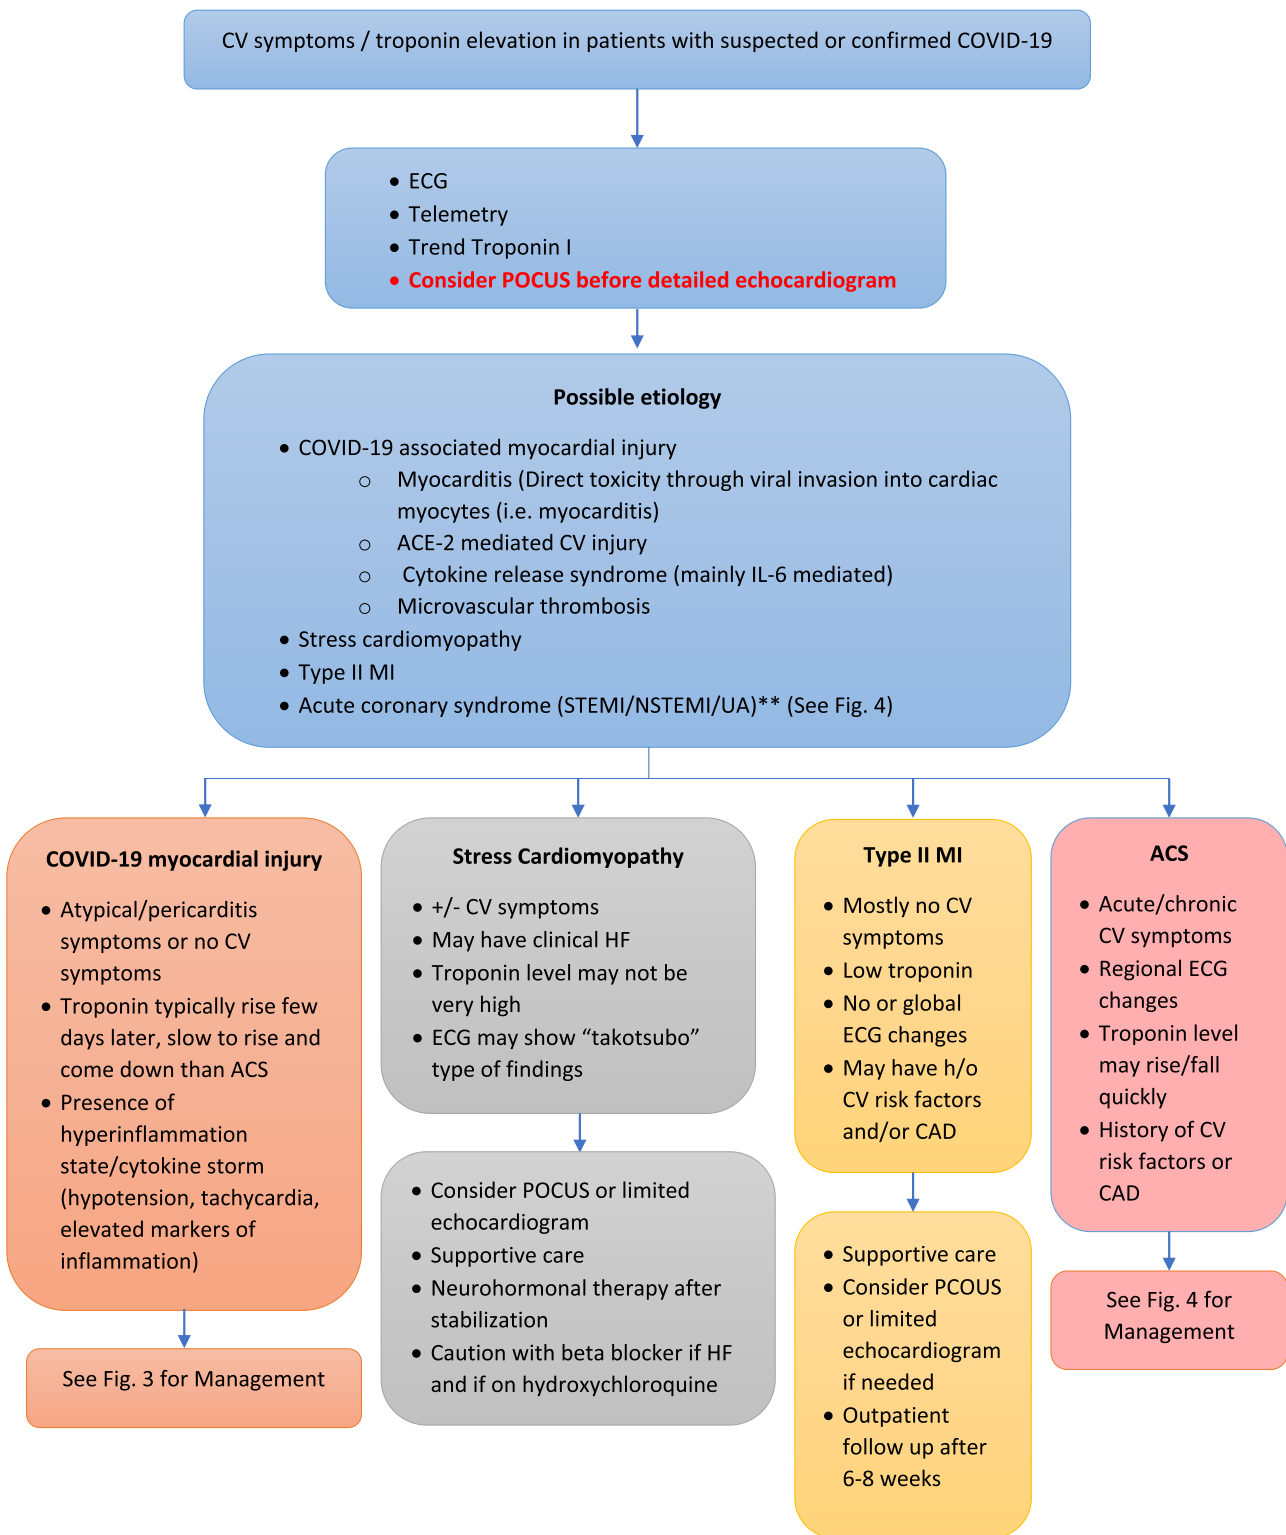 CV symptoms / troponin elevation in patients with suspected or confirmed COVID-19
• ECG
• Telemetry
• Trend Troponin I
• Consider POCUS before detailed echocardiogram
Possible etiology
• COVID-19 associated myocardial injury
o Myocarditis (Direct toxicity through viral invasion into cardiac
myocytes (i.e. myocarditis)
o ACE-2 mediated CV injury
o Cytokine release syndrome (mainly IL-6 mediated)
o Microvascular thrombosis
• Stress cardiomyopathy
• Type II MI
• Acute coronary syndrome (STEMI/NSTEMI/UA)** (See Fig. 4)
COVID-19 myocardial injury
• Atypical/pericarditis
symptoms or no CV
symptoms
• Troponin typically rise few
days later, slow to rise and
come down than ACS
• Presence of
hyperinflammation
state/cytokine storm
(hypotension, tachycardia,
elevated markers of
inflammation)
See Fig. 3 for Management
Stress Cardiomyopathy
• +/- CV symptoms
• May have clinical HF
• Troponin level may not be
very high
• ECG may show “takotsubo”
type of findings
• Consider POCUS or limited
echocardiogram
• Supportive care
• Neurohormonal therapy after
stabilization
• Caution with beta blocker if HF
and if on hydroxychloroquine
Type II MI
• Mostly no CV
symptoms
• Low troponin
• No or global
ECG changes
• May have h/o
CV risk factors
and/or CAD
• Supportive care
• Consider PCOUS
or limited
echocardiogram
if needed
• Outpatient
follow up after
6-8 weeks
ACS
• Acute/chronic
CV symptoms
• Regional ECG
changes
• Troponin level
may rise/fall
quickly
• History of CV
risk factors or
CAD
See Fig. 4 for
Management